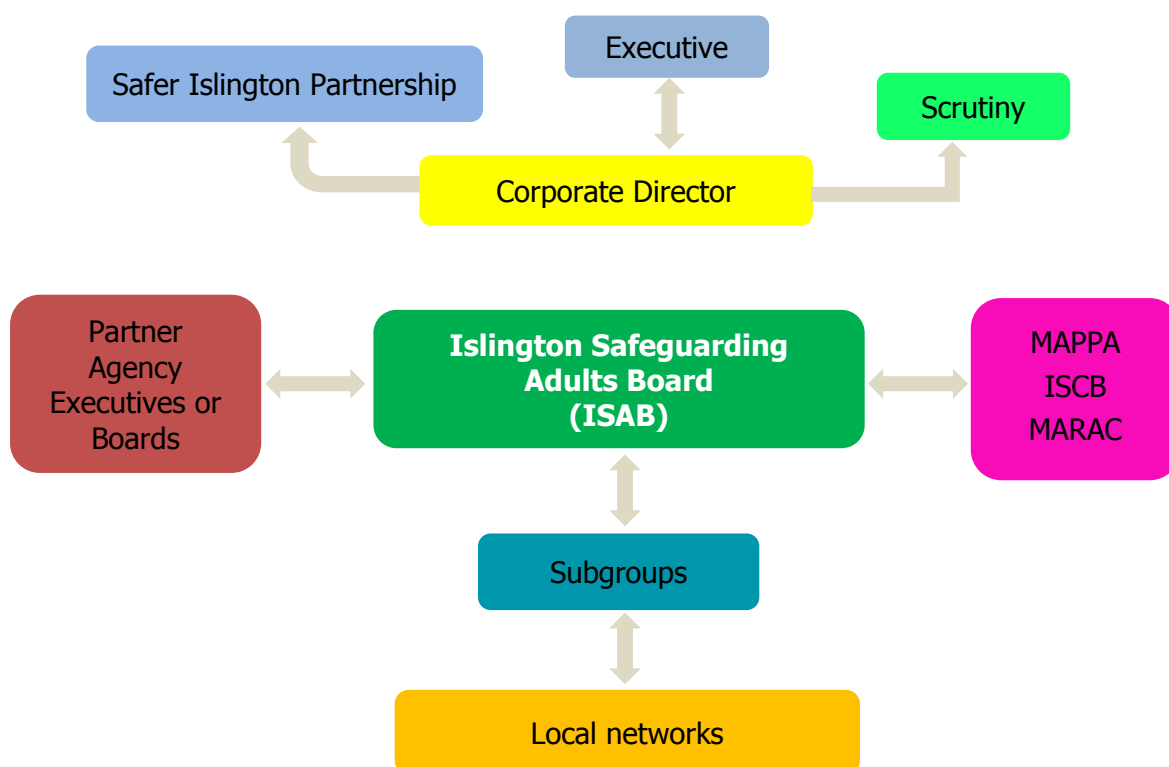 Executive
Safer Islington Partnership
Scrutiny
Corporate Director
Partner
Agency
Executives or
Boards
Islington Safeguarding
Adults Board
(ISAB)
MAPPA
ISCB
MARAC
Subgroups
Local networks